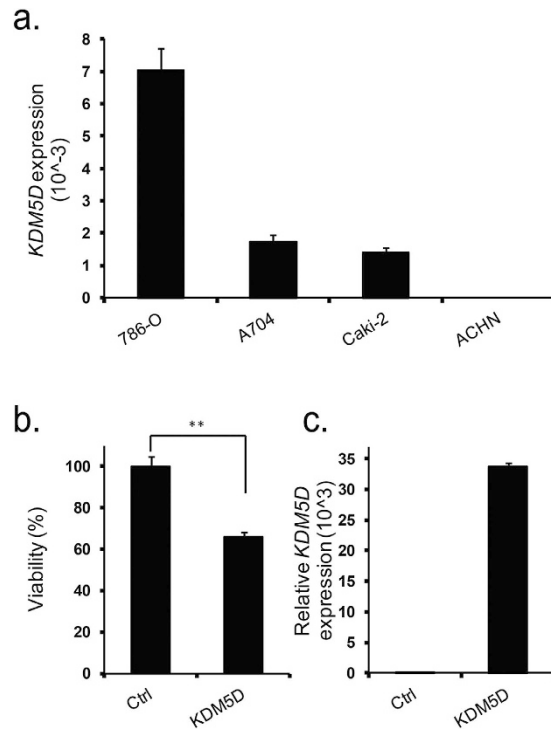 a.
KDM5D expression
(10^-3)
8
7
6
5
4
3
2
1
0
786-O
A704
Caki-2
ACHN
b.
**
Viability (%)
100
80
60
40
20
0
Ctrl
KDM5D
c.
Relative KDM5D
expression (10^3)
35
30
25
20
15
10
5
0
Ctrl
KDM5D